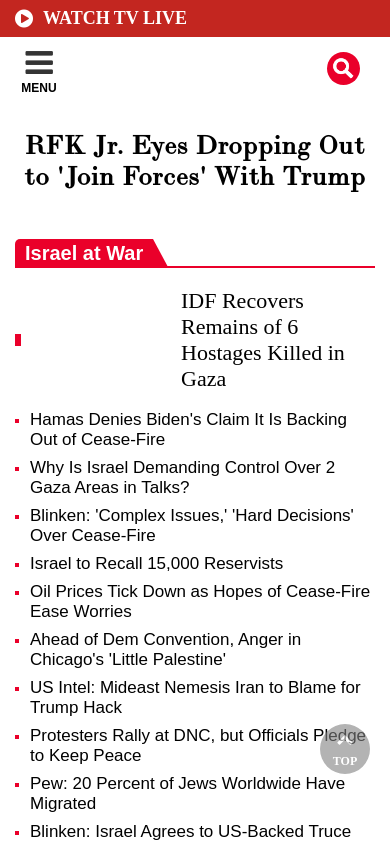 WATCH TV LIVE
MENU
RFK Jr. Eyes Dropping Out
to 'Join Forces' With Trump
Israel at War
IDF Recovers
Remains of 6
Hostages Killed in
Gaza
Hamas Denies Biden's Claim It Is Backing
Out of Cease-Fire
Why Is Israel Demanding Control Over 2
Gaza Areas in Talks?
Blinken: 'Complex Issues,' 'Hard Decisions'
Over Cease-Fire
Israel to Recall 15,000 Reservists
Oil Prices Tick Down as Hopes of Cease-Fire
Ease Worries
Ahead of Dem Convention, Anger in
Chicago's 'Little Palestine'
US Intel: Mideast Nemesis Iran to Blame for
Trump Hack
Protesters Rally at DNC, but Officials Pledge
to Keep Peace
TOP
Pew: 20 Percent of Jews Worldwide Have
Migrated
Blinken: Israel Agrees to US-Backed Truce